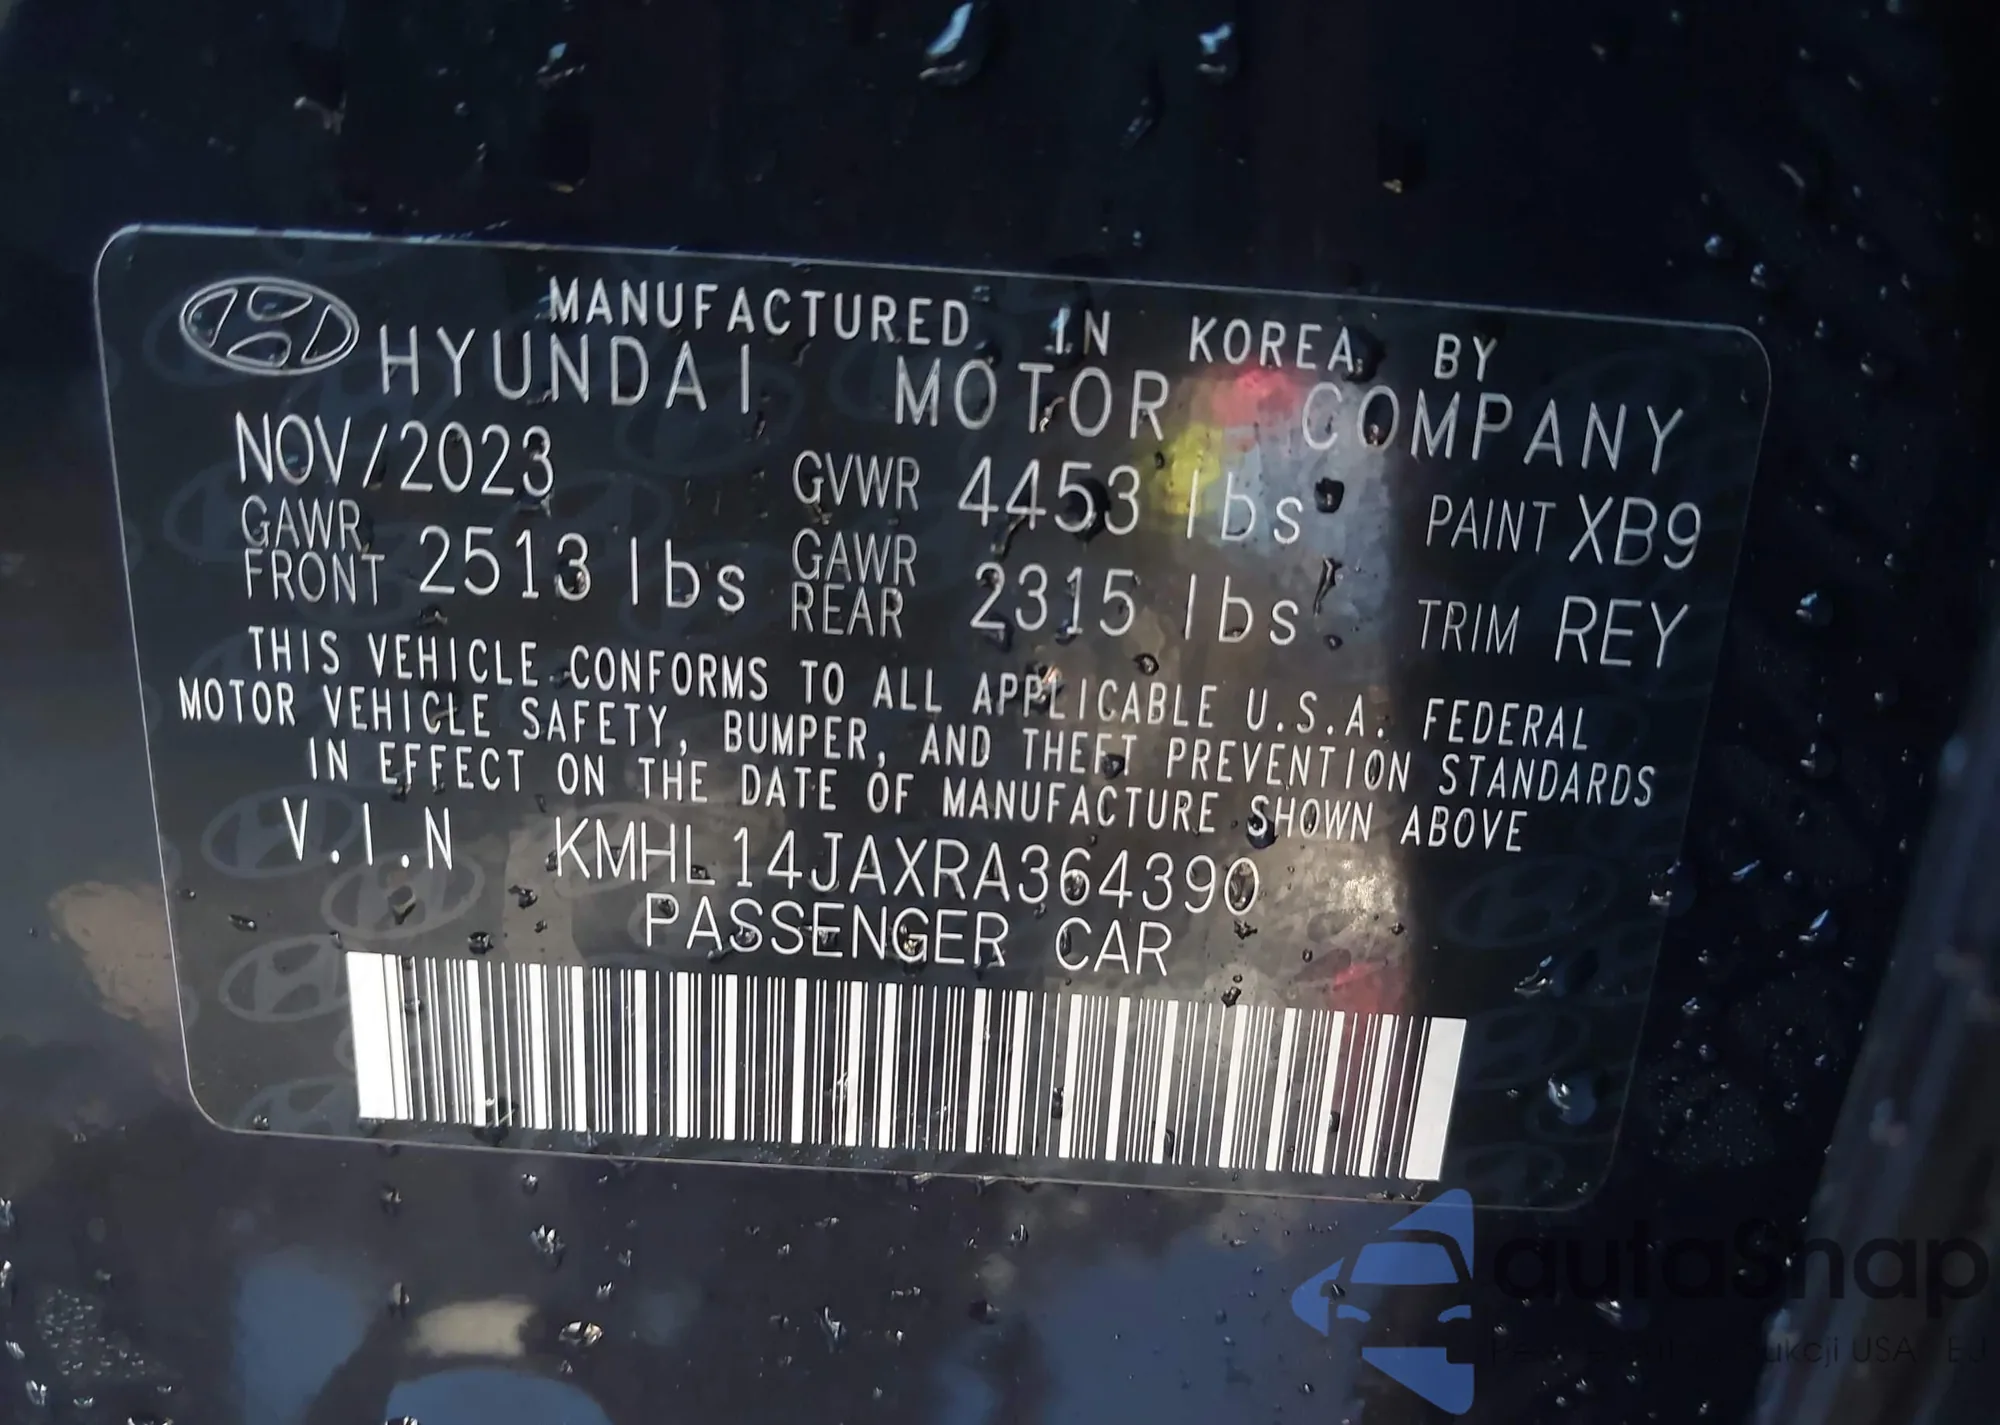 MANUFACTURED IN KOREA BY
HYUNDAI MOTOR COMPANY
NOV/2023 GVWR 4453 lbs PAINT XB9
GAWR FRONT 2513 lbs GAWR REAR 2315 lbs TRIM REY
THIS VEHICLE CONFORMS TO ALL APPLICABLE U.S.A. FEDERAL
MOTOR VEHICLE SAFETY, BUMPER, AND THEFT PREVENTION STANDARDS
IN EFFECT ON THE DATE OF MANUFACTURE SHOWN ABOVE
V.I.N KMHL14JAXRA364390
PASSENGER CAR
autaSnap
USA